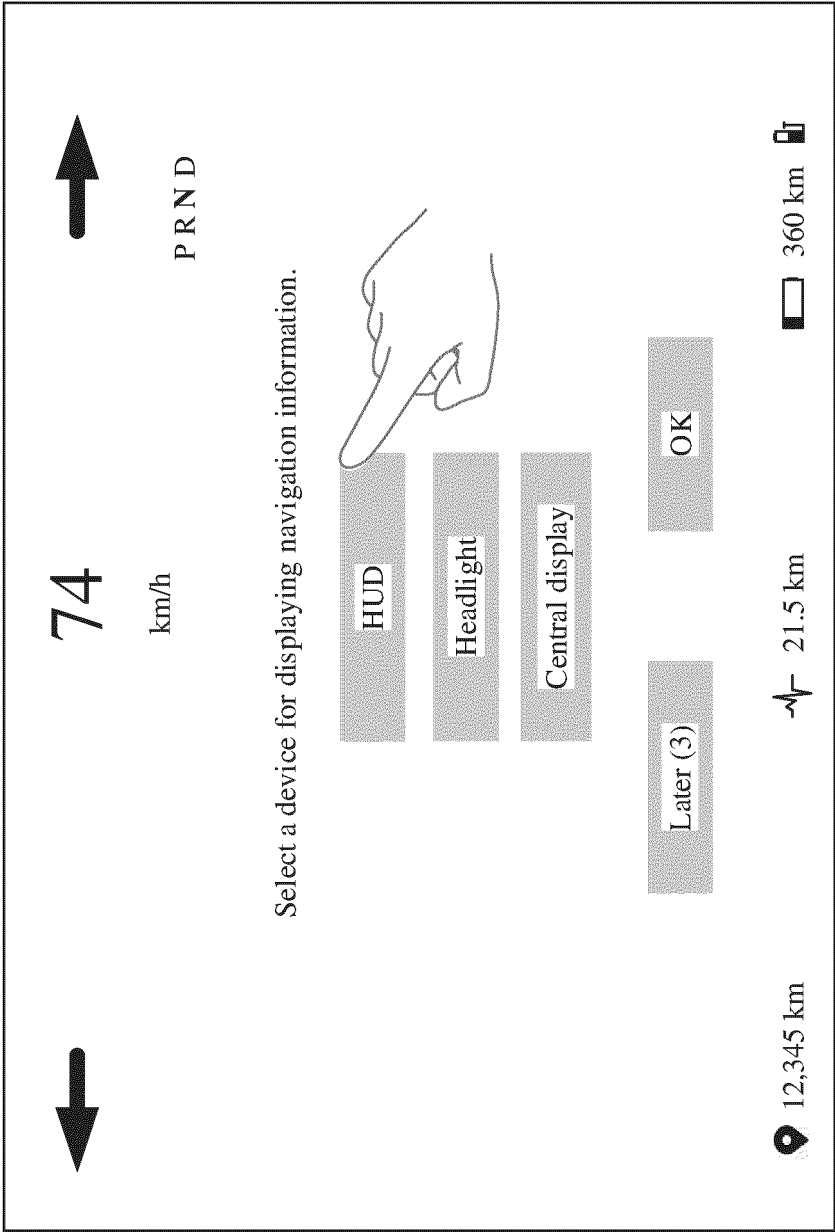 74
km/h
P R N D
Select a device for displaying navigation information.
HUD
Headlight
Central display
Later (3)
OK
12,345 km
21.5 km
360 km